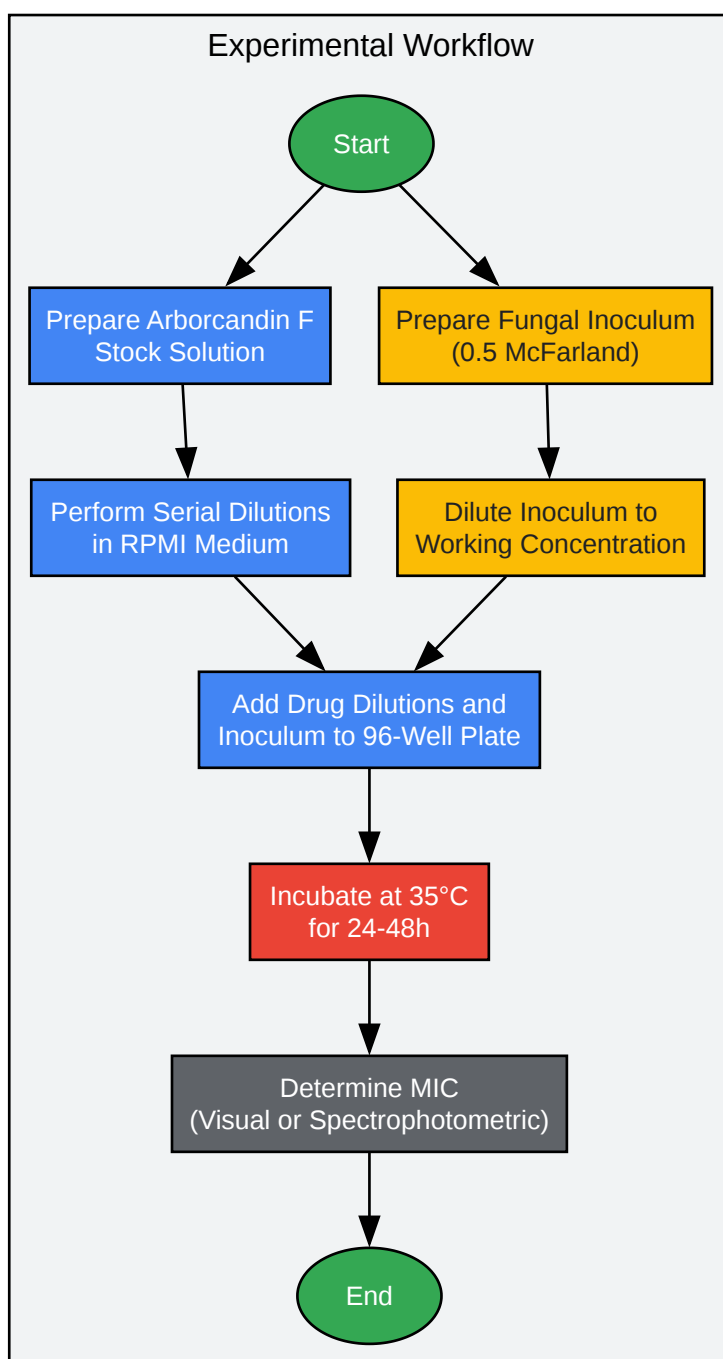 Experimental Workflow
Start
Prepare Arborcandin F
Stock Solution
Prepare Fungal Inoculum
(0.5 McFarland)
Perform Serial Dilutions
in RPMI Medium
Dilute Inoculum to
Working Concentration
Add Drug Dilutions and
Inoculum to 96-Well Plate
Incubate at 35°C
for 24-48h
Determine MIC
(Visual or Spectrophotometric)
End